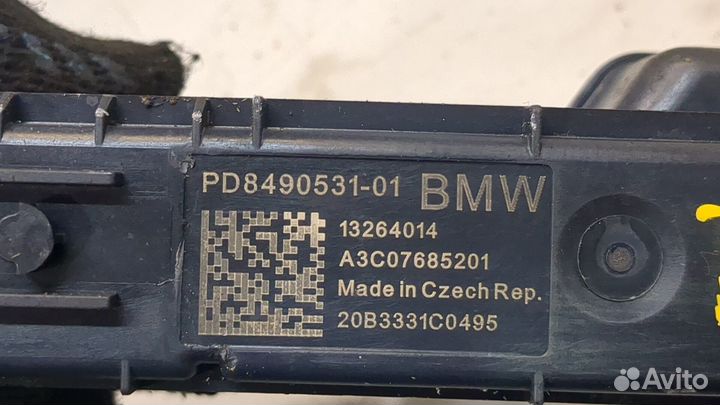 PD8490531-01 BMW
13264014
A3C07685201
Made in Czech Rep.
20B3331C0495
Avito